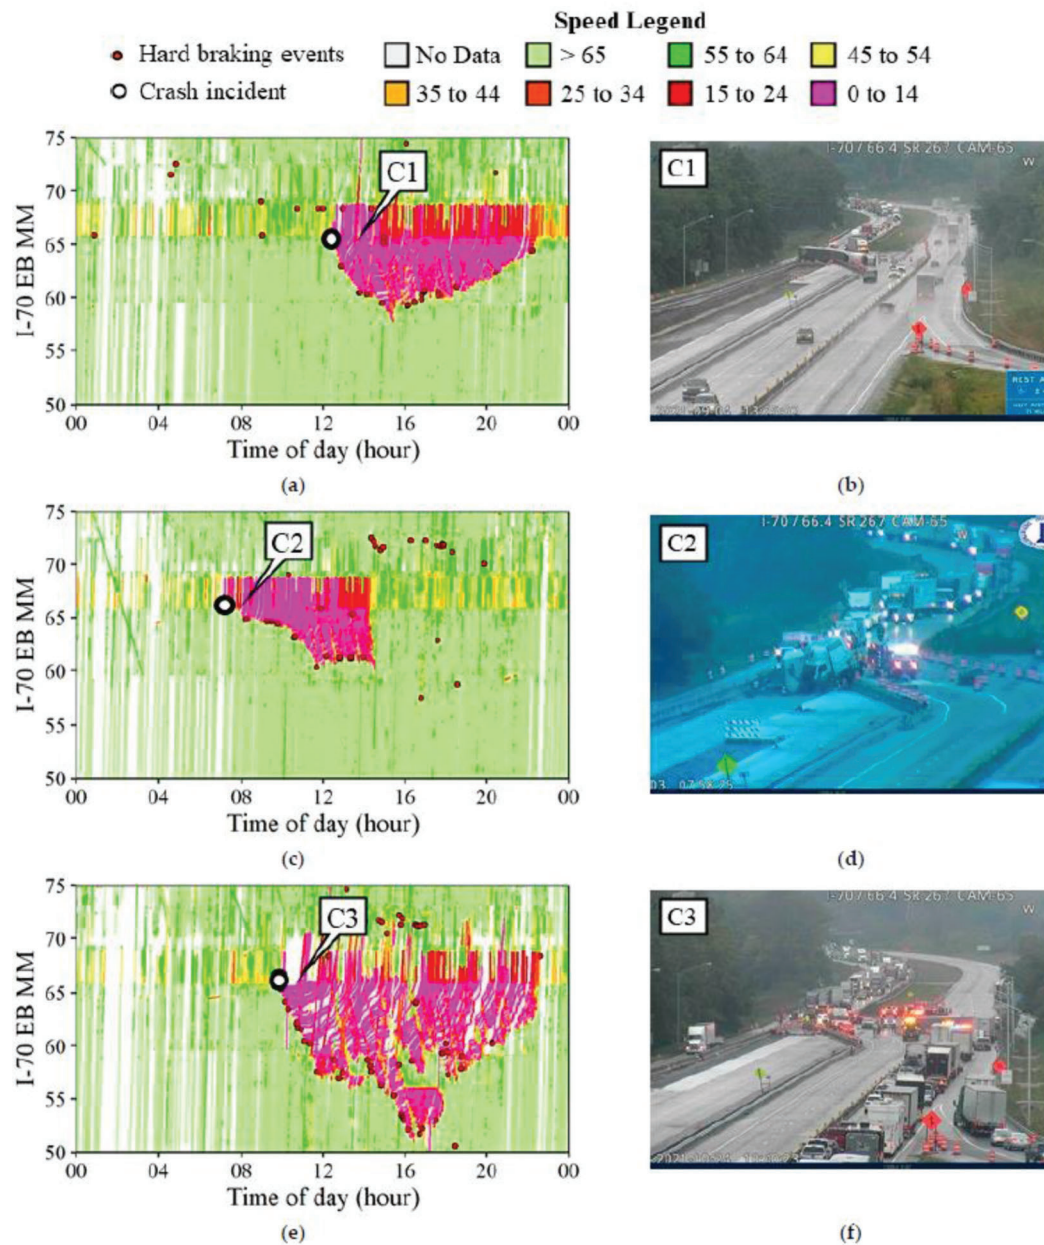 Speed Legend
Hard braking events
No Data
> 65
55 to 64
45 to 54
Crash incident
35 to 44
25 to 34
15 to 24
0 to 14
75
70
65
60
55
50
I-70 EB MM
C1
00 04 08 12 16 20 00
Time of day (hour)
(a)
C1
I-70 / 66.4 SR 267 CAM-65
W
REST A
(b)
75
70
65
60
55
50
I-70 EB MM
C2
00 04 08 12 16 20 00
Time of day (hour)
(c)
C2
I-70 / 66.4 SR 267 CAM-65
W
03 07:58:25
(d)
75
70
65
60
55
50
I-70 EB MM
C3
00 04 08 12 16 20 00
Time of day (hour)
(e)
C3
I-70 / 66.4 SR 267 CAM-65
W
(f)